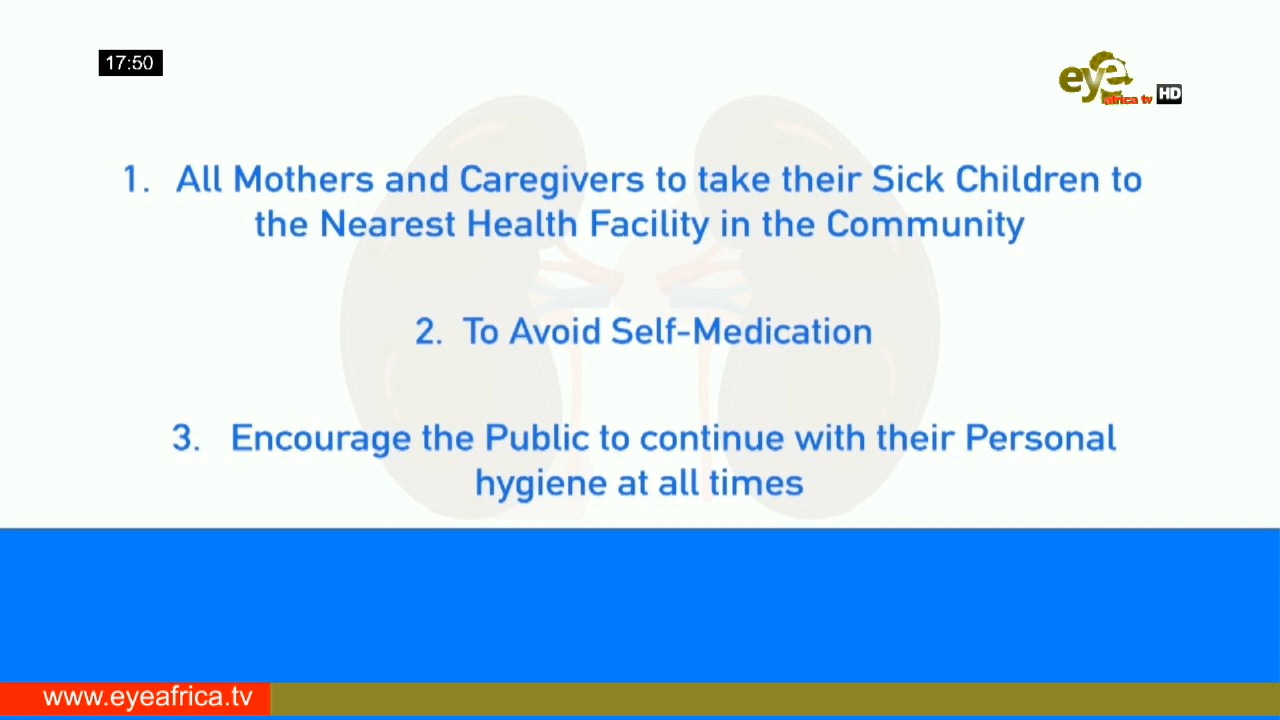 17:50
eye
africa tv HD
1. All Mothers and Caregivers to take their Sick Children to
the Nearest Health Facility in the Community
2. To Avoid Self-Medication
3. Encourage the Public to continue with their Personal
hygiene at all times
www.eyeafrica.tv